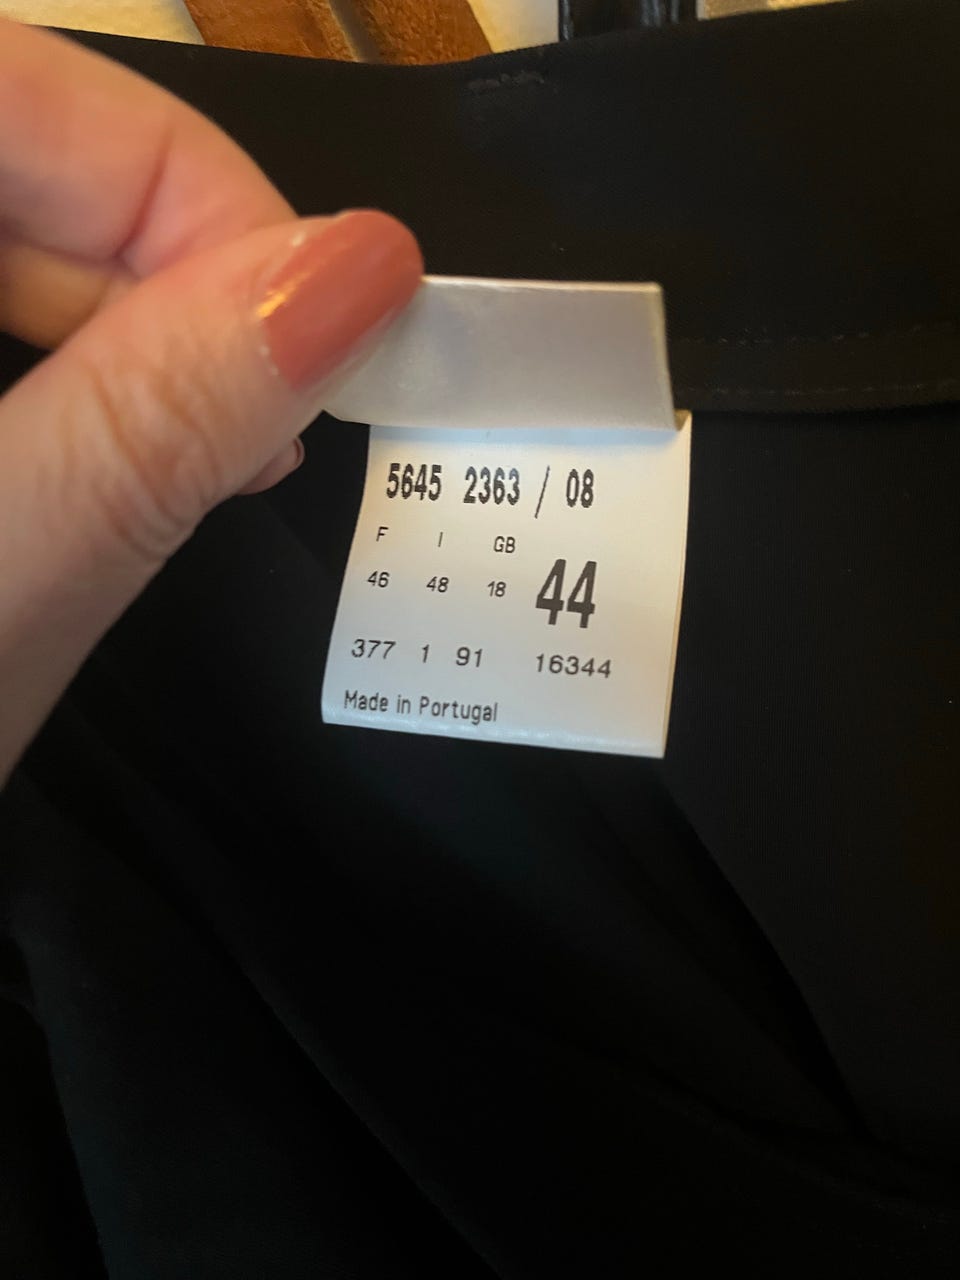 5645 2363 / 08
F I GB
46 48 18 44
377 1 91 16344
Made in Portugal